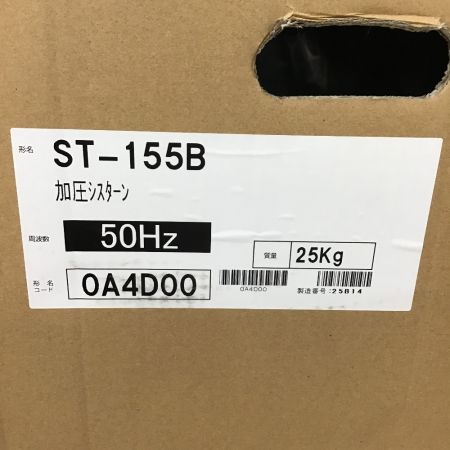 形名 ST-155B
加圧シスターン
周波数 50Hz
質量 25Kg
形名コード 0A4D00
0A4D00
製造番号:25814